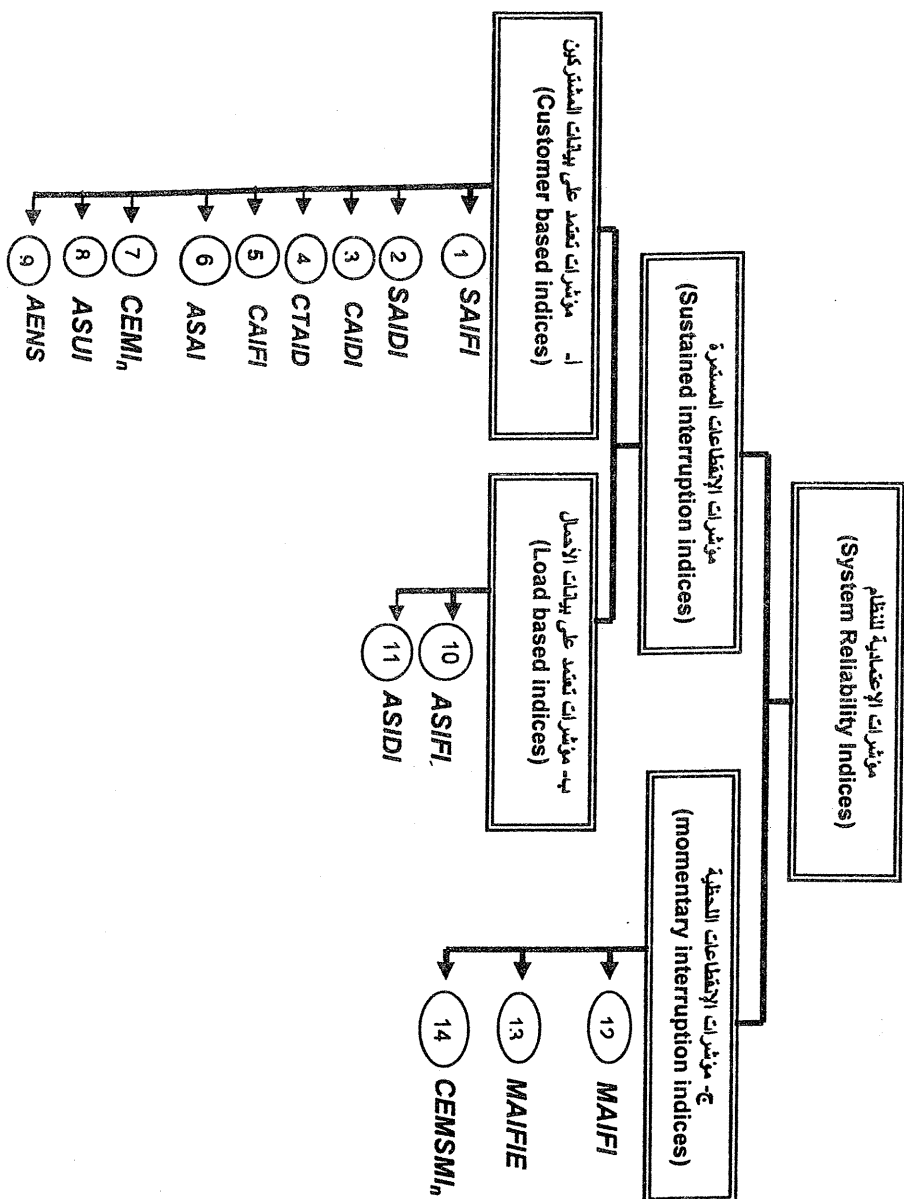 مؤشرات الإعتمادية للنظام
(System Reliability Indices)
مؤشرات الإنقطاعات المستمرة
(Sustained interruption indices)
أ- مؤشرات تعتمد على بيانات المشتركين
(Customer based indices)
1 SAIFI
2 SAIDI
3 CAIDI
4 CTAID
5 CAIFI
6 ASAI
7 CEMIn
8 ASUI
9 AENS
ب- مؤشرات تعتمد على بيانات الأحمال
(Load based indices)
10 ASIFI,
11 ASIDI
ج- مؤشرات الإنقطاعات اللحظية
(momentary interruption indices)
12 MAIFI
13 MAIFIE
14 CEMSMIn